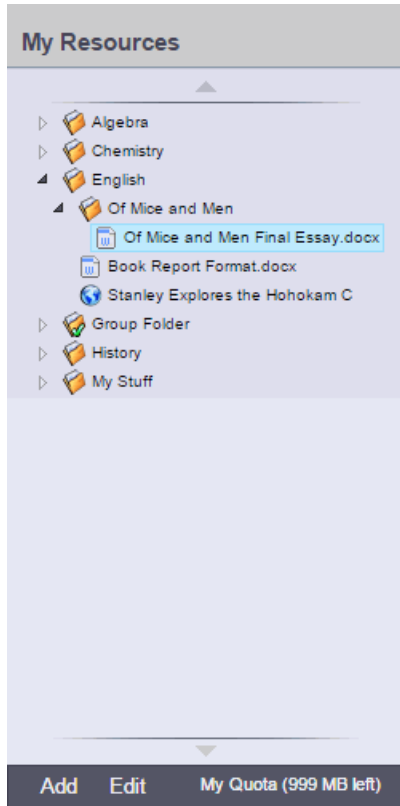 My Resources
Algebra
Chemistry
English
Of Mice and Men
Of Mice and Men Final Essay.docx
Book Report Format.docx
Stanley Explores the Hohokam C
Group Folder
History
My Stuff
Add Edit My Quota (999 MB left)